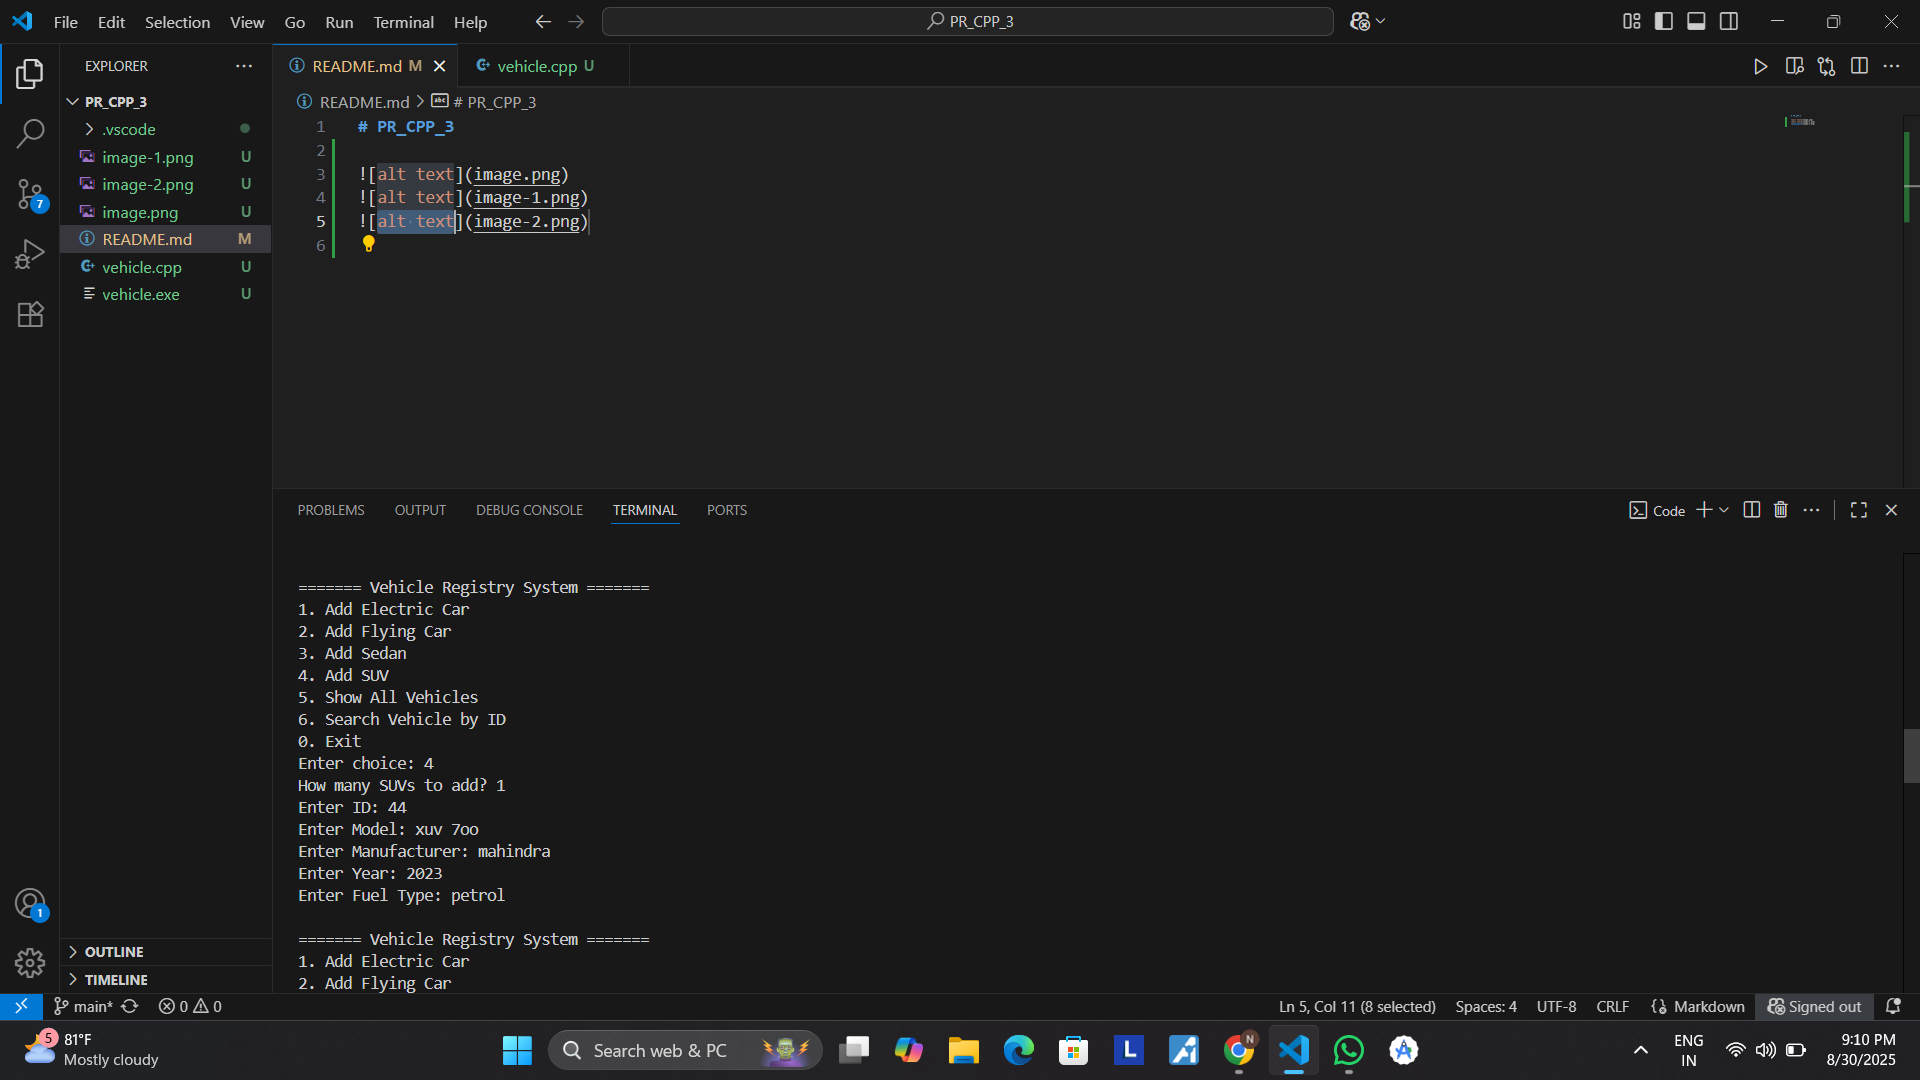 File Edit Selection View Go Run Terminal Help
PR_CPP_3
EXPLORER
PR_CPP_3
.vscode
image-1.png U
image-2.png U
image.png U
README.md M
vehicle.cpp U
vehicle.exe U
7
1
OUTLINE
TIMELINE
README.md M
vehicle.cpp U
README.md > # PR_CPP_3
1 # PR_CPP_3
2
3 ![alt text](image.png)
4 ![alt text](image-1.png)
5 ![alt text](image-2.png)
6
PROBLEMS OUTPUT DEBUG CONSOLE TERMINAL PORTS
Code
======= Vehicle Registry System =======
1. Add Electric Car
2. Add Flying Car
3. Add Sedan
4. Add SUV
5. Show All Vehicles
6. Search Vehicle by ID
0. Exit
Enter choice: 4
How many SUVs to add? 1
Enter ID: 44
Enter Model: xuv 7oo
Enter Manufacturer: mahindra
Enter Year: 2023
Enter Fuel Type: petrol
======= Vehicle Registry System =======
1. Add Electric Car
2. Add Flying Car
main* 0 0 Ln 5, Col 11 (8 selected) Spaces: 4 UTF-8 CRLF Markdown Signed out
5 81°F
Mostly cloudy
Search web & PC
L
N
ENG
IN
9:10 PM
8/30/2025